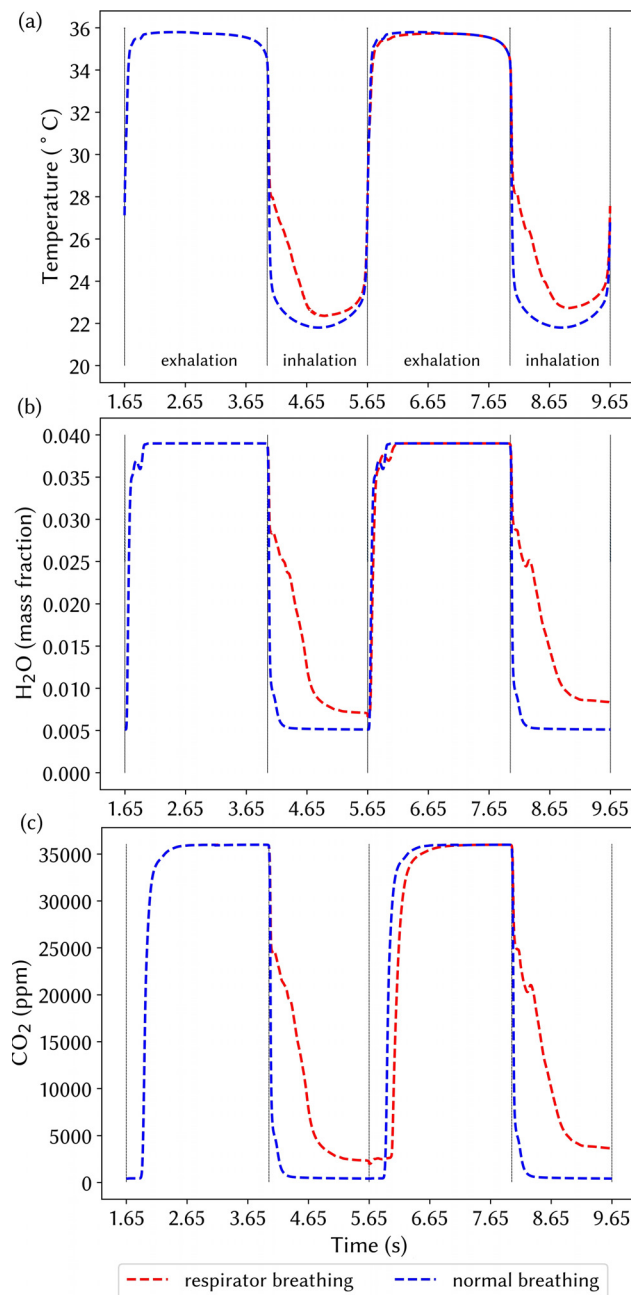 (a)
36
34
32
30
28
26
24
22
20
Temperature (°C)
exhalation inhalation exhalation inhalation
1.65 2.65 3.65 4.65 5.65 6.65 7.65 8.65 9.65
(b)
0.040
0.035
0.030
0.025
0.020
0.015
0.010
0.005
0.000
H₂O (mass fraction)
1.65 2.65 3.65 4.65 5.65 6.65 7.65 8.65 9.65
(c)
35000
30000
25000
20000
15000
10000
5000
0
CO₂ (ppm)
1.65 2.65 3.65 4.65 5.65 6.65 7.65 8.65 9.65
Time (s)
respirator breathing normal breathing